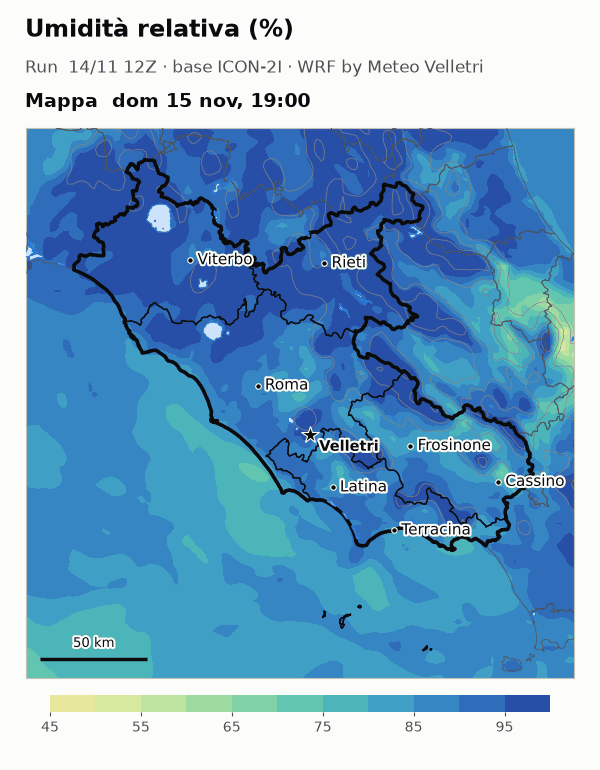 Umidità relativa (%)
Run  14/11 12Z · base ICON-2I · WRF by Meteo Velletri
Mappa  dom 15 nov, 19:00
Viterbo
Rieti
Roma
Velletri
Frosinone
Cassino
Latina
Terracina
50 km
45 55 65 75 85 95